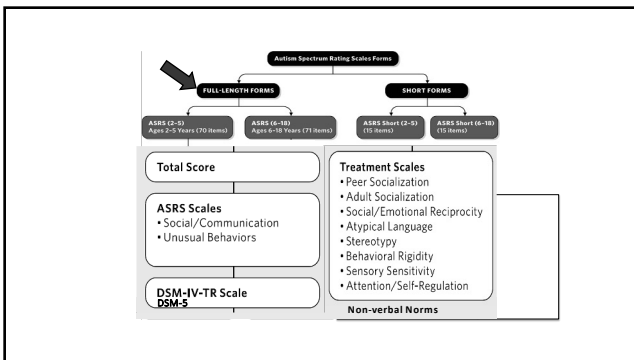 Autism Spectrum Rating Scales Forms
FULL-LENGTH FORMS
SHORT FORMS
ASRS (2–5)
Ages 2–5 Years (70 items)
ASRS (6–18)
Ages 6–18 Years (71 items)
ASRS Short (2–5)
(15 items)
ASRS Short (6–18)
(15 items)
Total Score
ASRS Scales
• Social/Communication
• Unusual Behaviors
DSM-IV-TR Scale
DSM-5
Treatment Scales
• Peer Socialization
• Adult Socialization
• Social/Emotional Reciprocity
• Atypical Language
• Stereotypy
• Behavioral Rigidity
• Sensory Sensitivity
• Attention/Self-Regulation
Non-verbal Norms